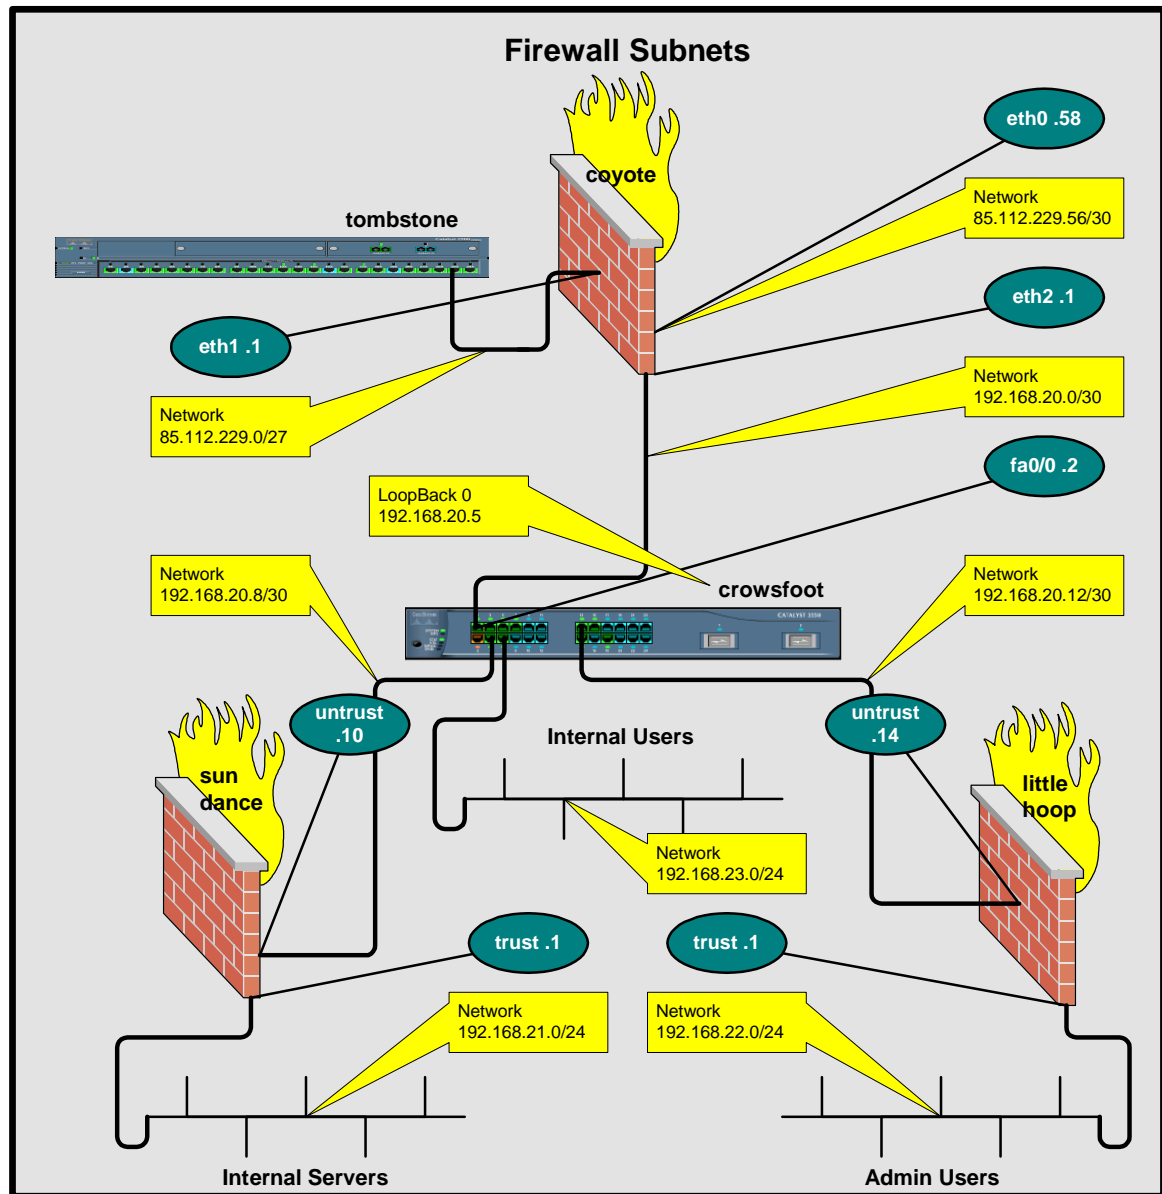 Firewall Subnets
eth0 .58
coyote
Network
85.112.229.56/30
tombstone
eth2 .1
eth1 .1
Network
192.168.20.0/30
Network
85.112.229.0/27
fa0/0 .2
LoopBack 0
192.168.20.5
Network
192.168.20.8/30
crowsfoot
Network
192.168.20.12/30
CATALYST 3550
untrust
.10
untrust
.14
Internal Users
sun
dance
little
hoop
Network
192.168.23.0/24
trust .1
trust .1
Network
192.168.21.0/24
Network
192.168.22.0/24
Internal Servers
Admin Users